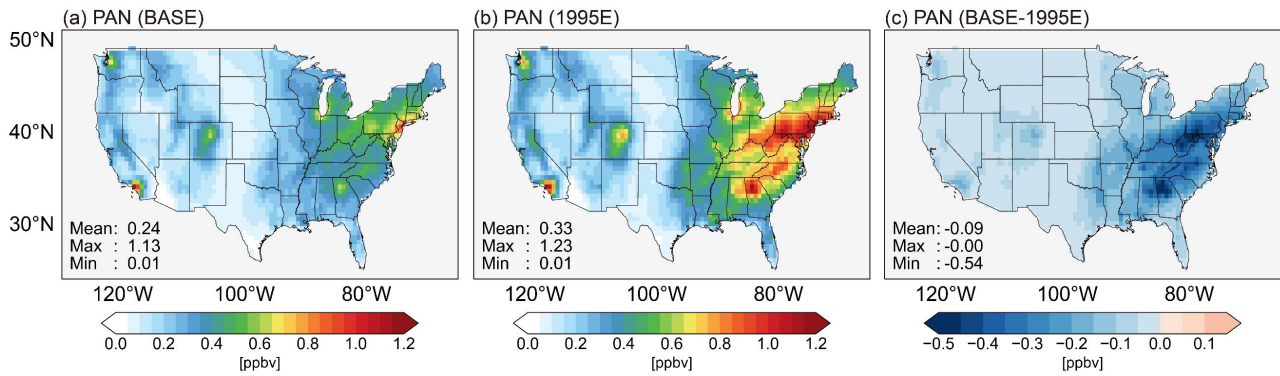 (a) PAN (BASE)
(b) PAN (1995E)
(c) PAN (BASE-1995E)
50°N
40°N
30°N
Mean: 0.24
Max : 1.13
Min : 0.01
Mean: 0.33
Max : 1.23
Min : 0.01
Mean: -0.09
Max : -0.00
Min : -0.54
120°W 100°W 80°W
120°W 100°W 80°W
120°W 100°W 80°W
0.0 0.2 0.4 0.6 0.8 1.0 1.2
[ppbv]
0.0 0.2 0.4 0.6 0.8 1.0 1.2
[ppbv]
−0.5 −0.4 −0.3 −0.2 −0.1 0.0 0.1
[ppbv]